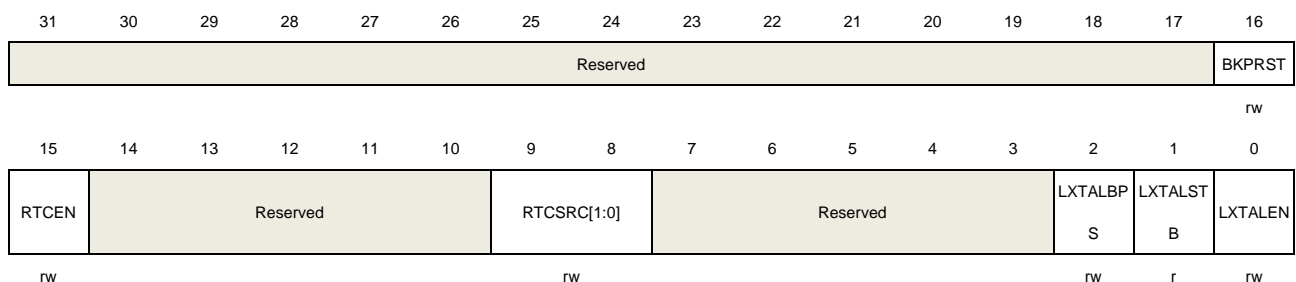 31 30 29 28 27 26 25 24 23 22 21 20 19 18 17 16
Reserved BKPRST
rw
15 14 13 12 11 10 9 8 7 6 5 4 3 2 1 0
RTCEN Reserved RTCSRC[1:0] Reserved LXTALBP LXTALST LXTALEN
S B
rw rw rw r rw